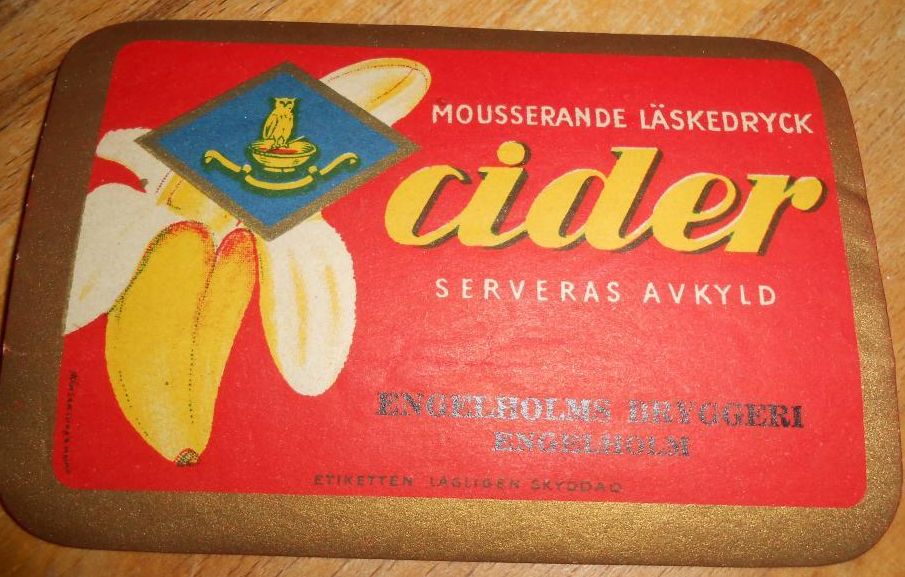 MOUSSERANDE LÄSKEDRYCK
cider
SERVERAS AVKYLD
ENGELHOLMS BRYGGERI
ENGELHOLM
ETIKETTEN LAGLIGEN SKYDDAD